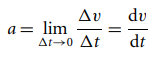 a = lim Δt→0 Δv/Δt = dv/dt